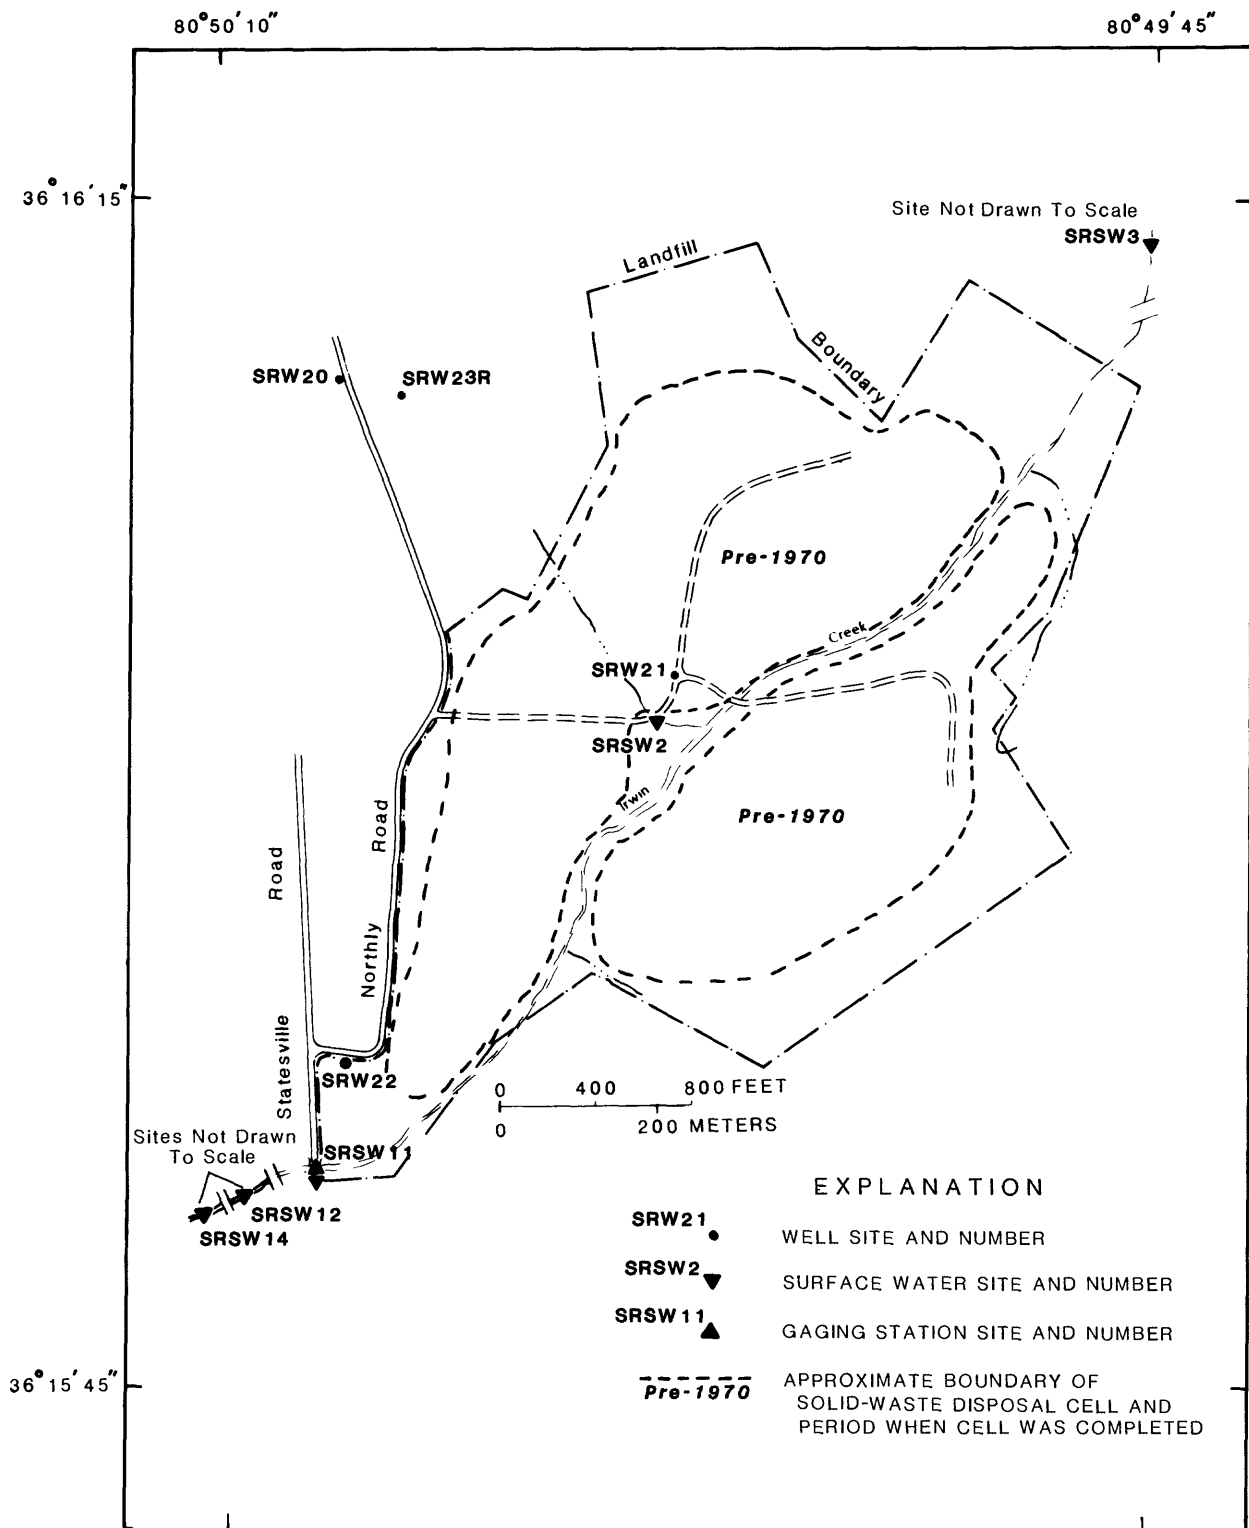 80°50'10"
80°49'45"
36°16'15"
Site Not Drawn To Scale
SRSW3
Landfill
Boundary
SRW20
SRW23R
Pre-1970
Creek
SRW21
SRSW2
Irwin
Pre-1970
Road
Northly
Road
Statesville
SRW22
0 400 800 FEET
0 200 METERS
Sites Not Drawn
To Scale
SRSW11
SRSW12
SRSW14
EXPLANATION
SRW21
WELL SITE AND NUMBER
SRSW2
SURFACE WATER SITE AND NUMBER
SRSW11
GAGING STATION SITE AND NUMBER
Pre-1970
APPROXIMATE BOUNDARY OF
SOLID-WASTE DISPOSAL CELL AND
PERIOD WHEN CELL WAS COMPLETED
36°15'45"